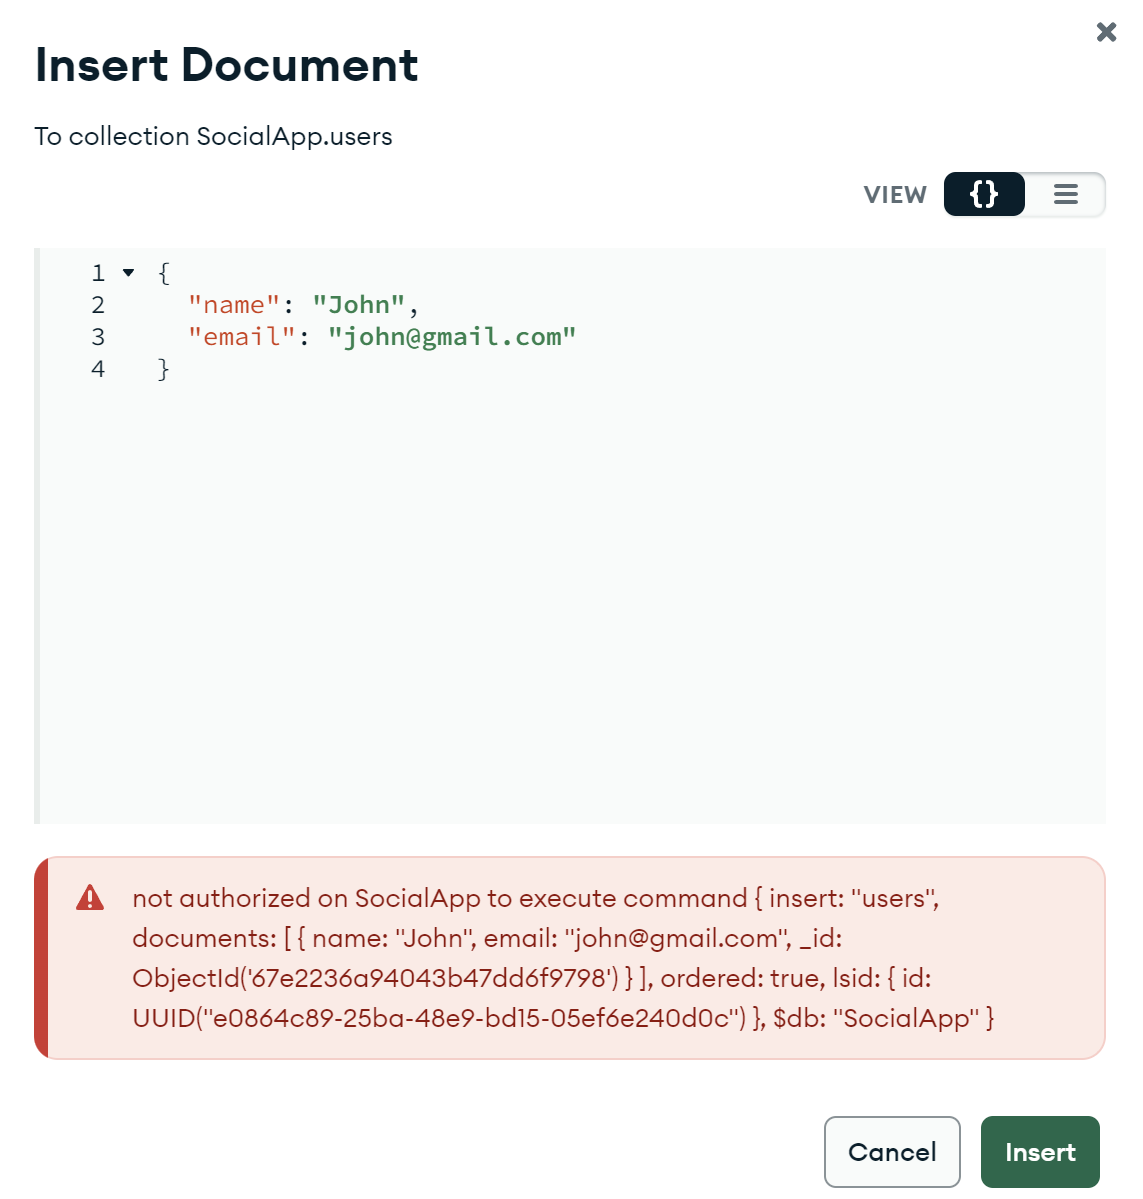 Insert Document
To collection SocialApp.users
VIEW {}
1 {
2 "name": "John",
3 "email": "john@gmail.com"
4 }
not authorized on SocialApp to execute command { insert: "users",
documents: [ { name: "John", email: "john@gmail.com", _id:
ObjectId('67e2236a94043b47dd6f9798') } ], ordered: true, lsid: { id:
UUID("e0864c89-25ba-48e9-bd15-05ef6e240d0c") }, $db: "SocialApp" }
Cancel Insert